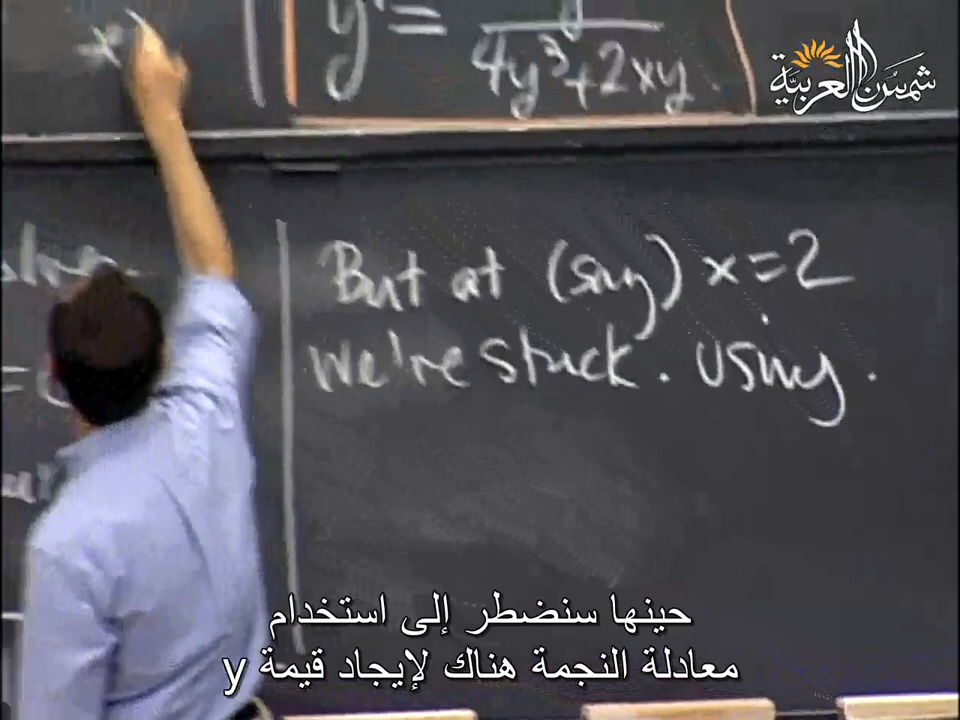 y' =
4y³+2xy
شمس العربية
But at (say) x=2
we're stuck. Using.
حينها سنضطر إلى استخدام
معادلة النجمة هناك لإيجاد قيمة y